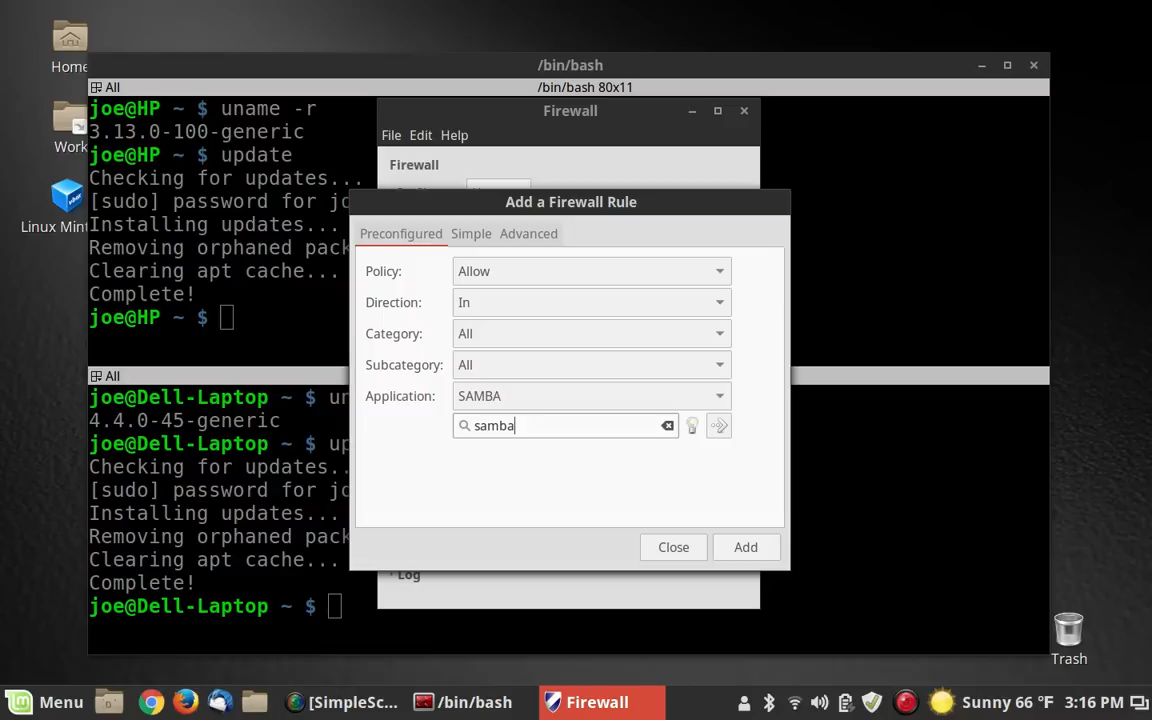 Home
Work
Linux Mint
/bin/bash
All
/bin/bash 80x11
joe@HP ~ $ uname -r
3.13.0-100-generic
joe@HP ~ $ update
Checking for updates...
[sudo] password for jo
Installing updates...
Removing orphaned pack
Clearing apt cache...
Complete!
joe@HP ~ $
All
joe@Dell-Laptop ~ $ un
4.4.0-45-generic
joe@Dell-Laptop ~ $ up
Checking for updates..
[sudo] password for jo
Installing updates...
Removing orphaned pack
Clearing apt cache...
Complete!
joe@Dell-Laptop ~ $
Firewall
File Edit Help
Firewall
Add a Firewall Rule
Preconfigured Simple Advanced
Policy: Allow
Direction: In
Category: All
Subcategory: All
Application: SAMBA
samba
Close Add
Log
Trash
Menu
[SimpleSc...
/bin/bash
Firewall
Sunny 66 °F 3:16 PM